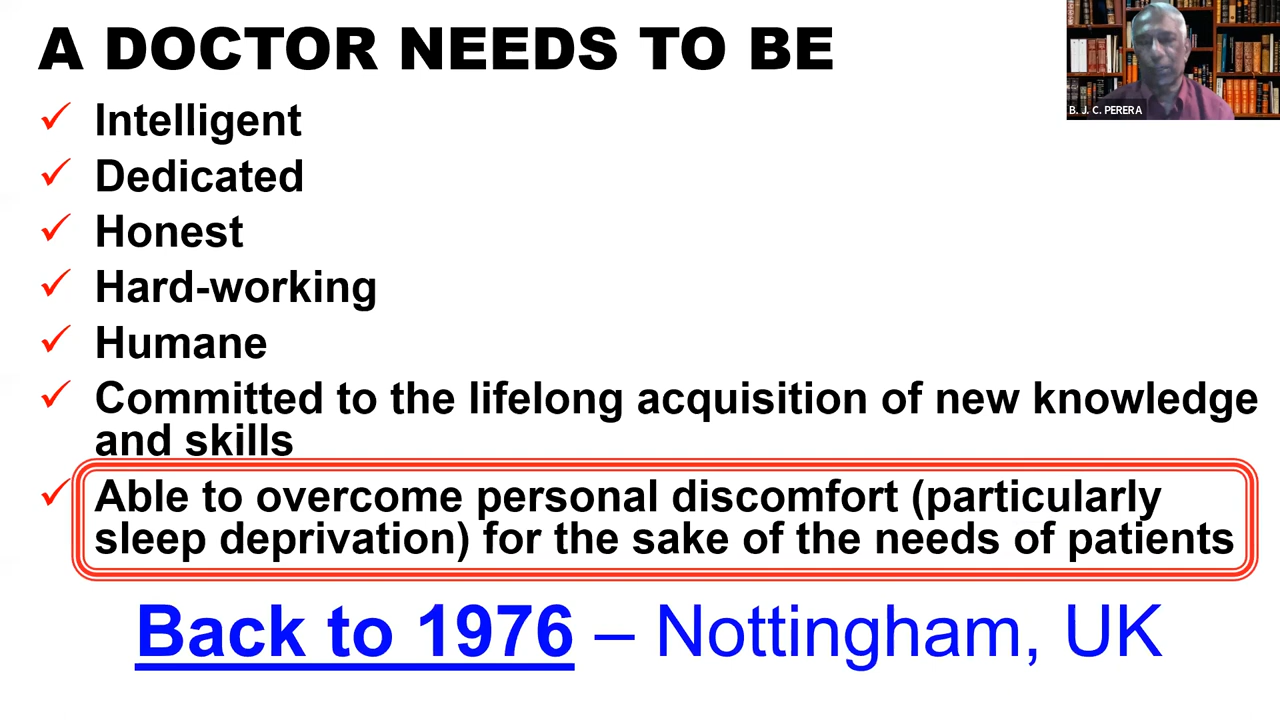 A DOCTOR NEEDS TO BE
B. J. C. PERERA
✓ Intelligent
✓ Dedicated
✓ Honest
✓ Hard-working
✓ Humane
✓ Committed to the lifelong acquisition of new knowledge
and skills
✓ Able to overcome personal discomfort (particularly
sleep deprivation) for the sake of the needs of patients
Back to 1976 – Nottingham, UK